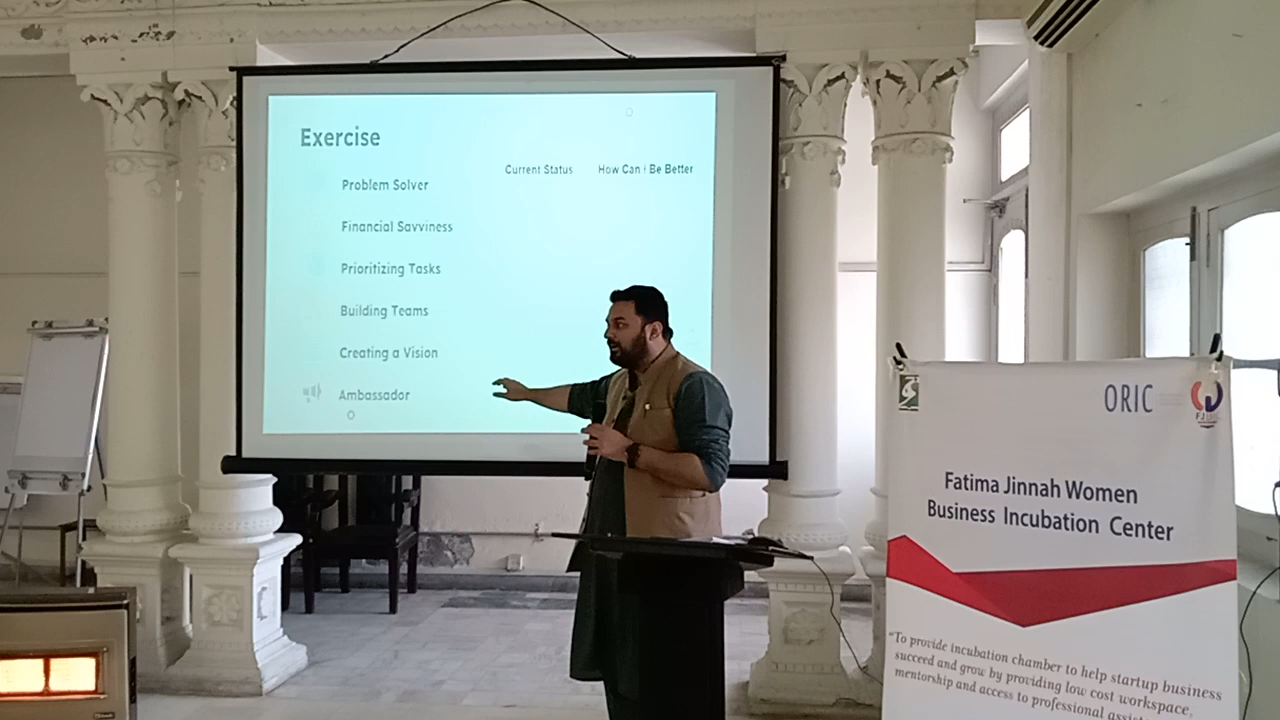 Exercise
Current Status
How Can I Be Better
Problem Solver
Financial Savviness
Prioritizing Tasks
Building Teams
Creating a Vision
Ambassador
ORIC
Fatima Jinnah Women
Business Incubation Center
"To provide incubation chamber to help startup business
succeed and grow by providing low cost workspace,
mentorship and access to professional